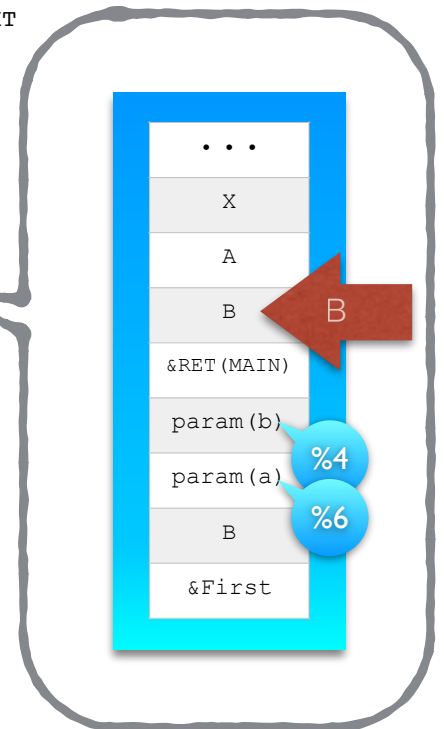 ...
X
A
B
B
&RET(MAIN)
param(b)
%4
param(a)
%6
B
&First